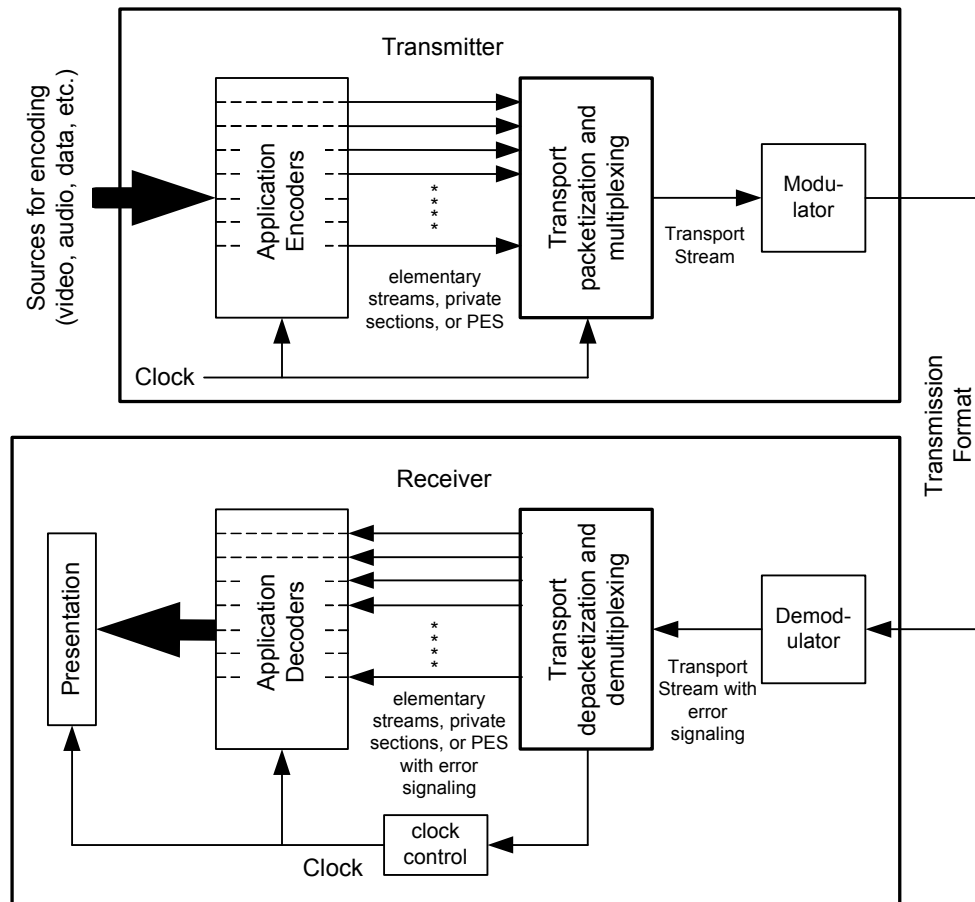 Transmitter
Sources for encoding
(video, audio, data, etc.)
Application
Encoders
* * * *
elementary
streams, private
sections, or PES
Transport
packetization and
multiplexing
Transport
Stream
Modu-
lator
Clock
Transmission
Format
Receiver
Presentation
Application
Decoders
* * * *
elementary
streams, private
sections, or PES
with error
signaling
Transport
depacketization and
demultiplexing
Transport
Stream with
error
signaling
Demod-
ulator
clock
control
Clock